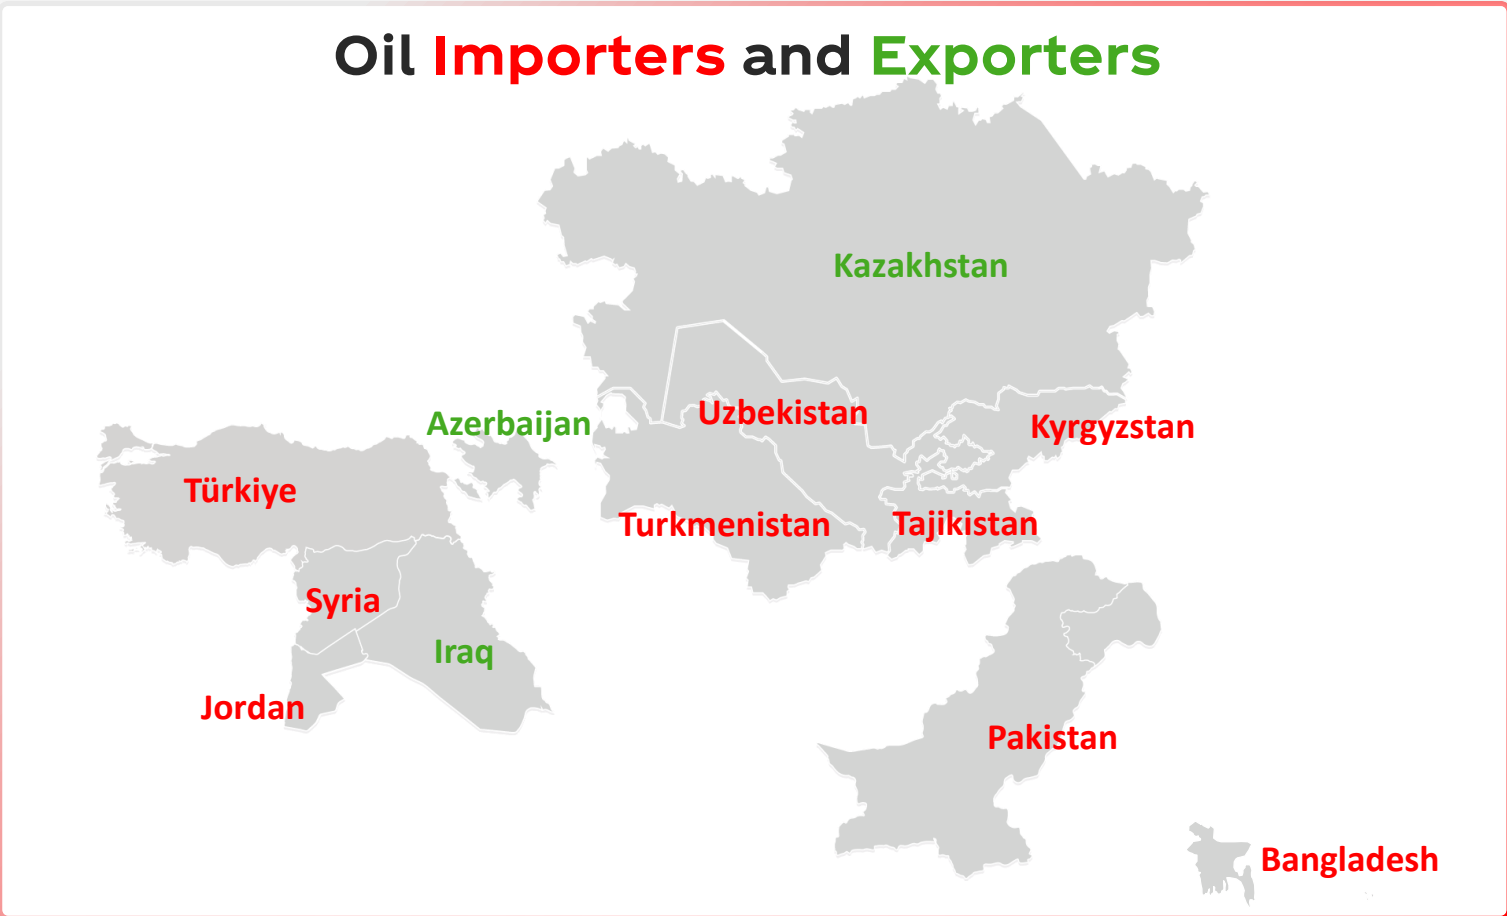 Oil Importers and Exporters
Kazakhstan
Uzbekistan
Azerbaijan
Kyrgyzstan
Türkiye
Turkmenistan
Tajikistan
Syria
Iraq
Jordan
Pakistan
Bangladesh